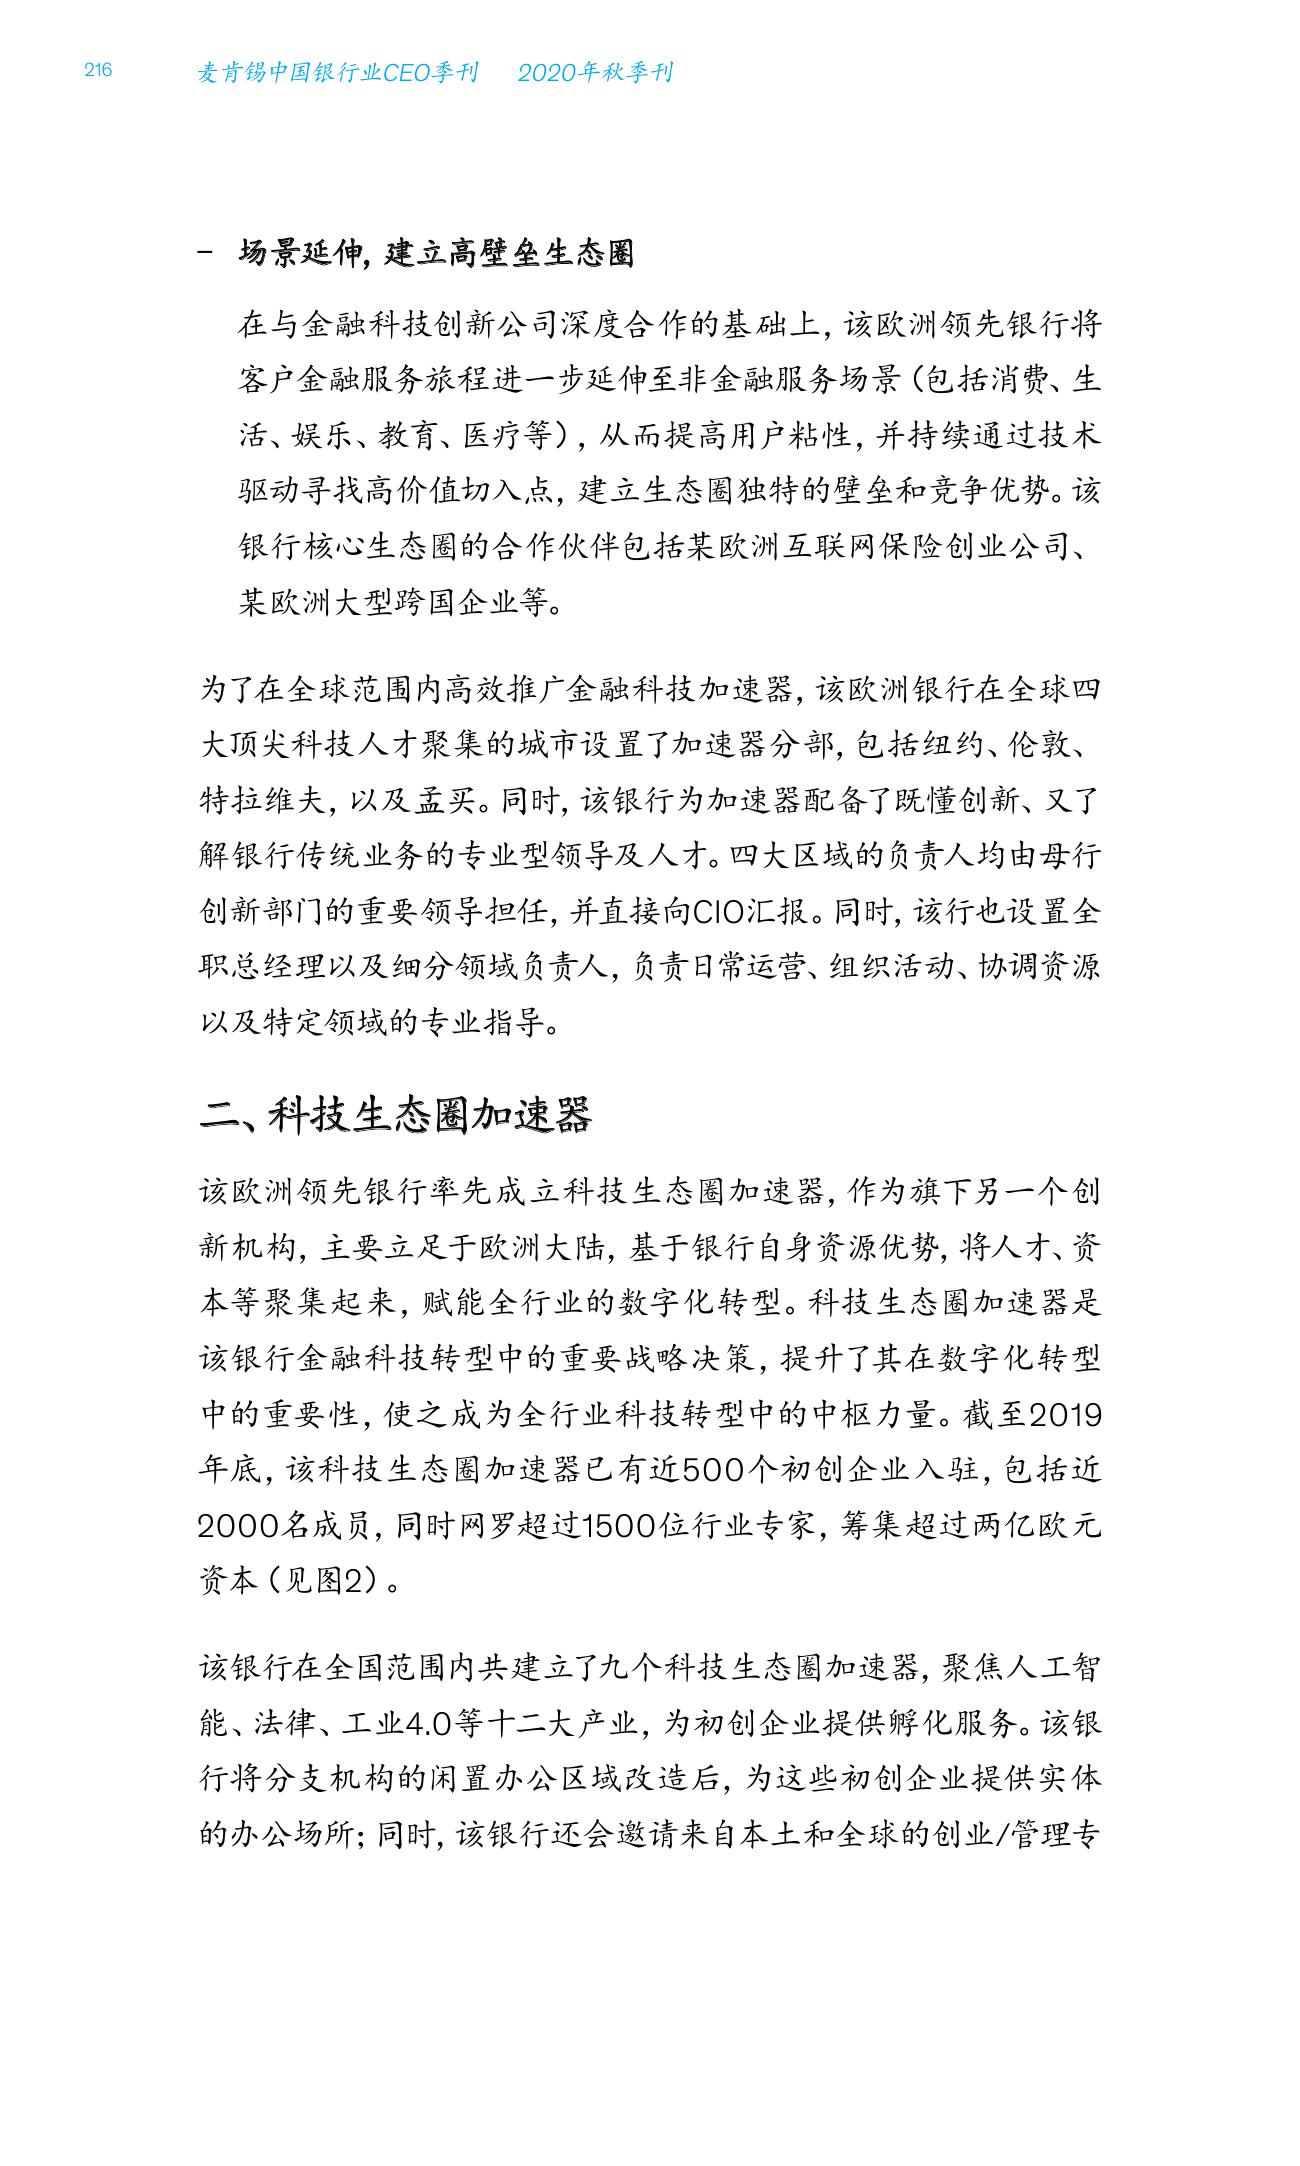 216 麦肯锡中国银行业CEO季刊 2020年秋季刊
– 场景延伸，建立高壁垒生态圈
在与金融科技创新公司深度合作的基础上，该欧洲领先银行将
客户金融服务旅程进一步延伸至非金融服务场景（包括消费、生
活、娱乐、教育、医疗等），从而提高用户粘性，并持续通过技术
驱动寻找高价值切入点，建立生态圈独特的壁垒和竞争优势。该
银行核心生态圈的合作伙伴包括某欧洲互联网保险创业公司、
某欧洲大型跨国企业等。
为了在全球范围内高效推广金融科技加速器，该欧洲银行在全球四
大顶尖科技人才聚集的城市设置了加速器分部，包括纽约、伦敦、
特拉维夫，以及孟买。同时，该银行为加速器配备了既懂创新、又了
解银行传统业务的专业型领导及人才。四大区域的负责人均由母行
创新部门的重要领导担任，并直接向CIO汇报。同时，该行也设置全
职总经理以及细分领域负责人，负责日常运营、组织活动、协调资源
以及特定领域的专业指导。
二、科技生态圈加速器
该欧洲领先银行率先成立科技生态圈加速器，作为旗下另一个创
新机构，主要立足于欧洲大陆，基于银行自身资源优势，将人才、资
本等聚集起来，赋能全行业的数字化转型。科技生态圈加速器是
该银行金融科技转型中的重要战略决策，提升了其在数字化转型
中的重要性，使之成为全行业科技转型中的中枢力量。截至2019
年底，该科技生态圈加速器已有近500个初创企业入驻，包括近
2000名成员，同时网罗超过1500位行业专家，筹集超过两亿欧元
资本（见图2）。
该银行在全国范围内共建立了九个科技生态圈加速器，聚焦人工智
能、法律、工业4.0等十二大产业，为初创企业提供孵化服务。该银
行将分支机构的闲置办公区域改造后，为这些初创企业提供实体
的办公场所；同时，该银行还会邀请来自本土和全球的创业/管理专